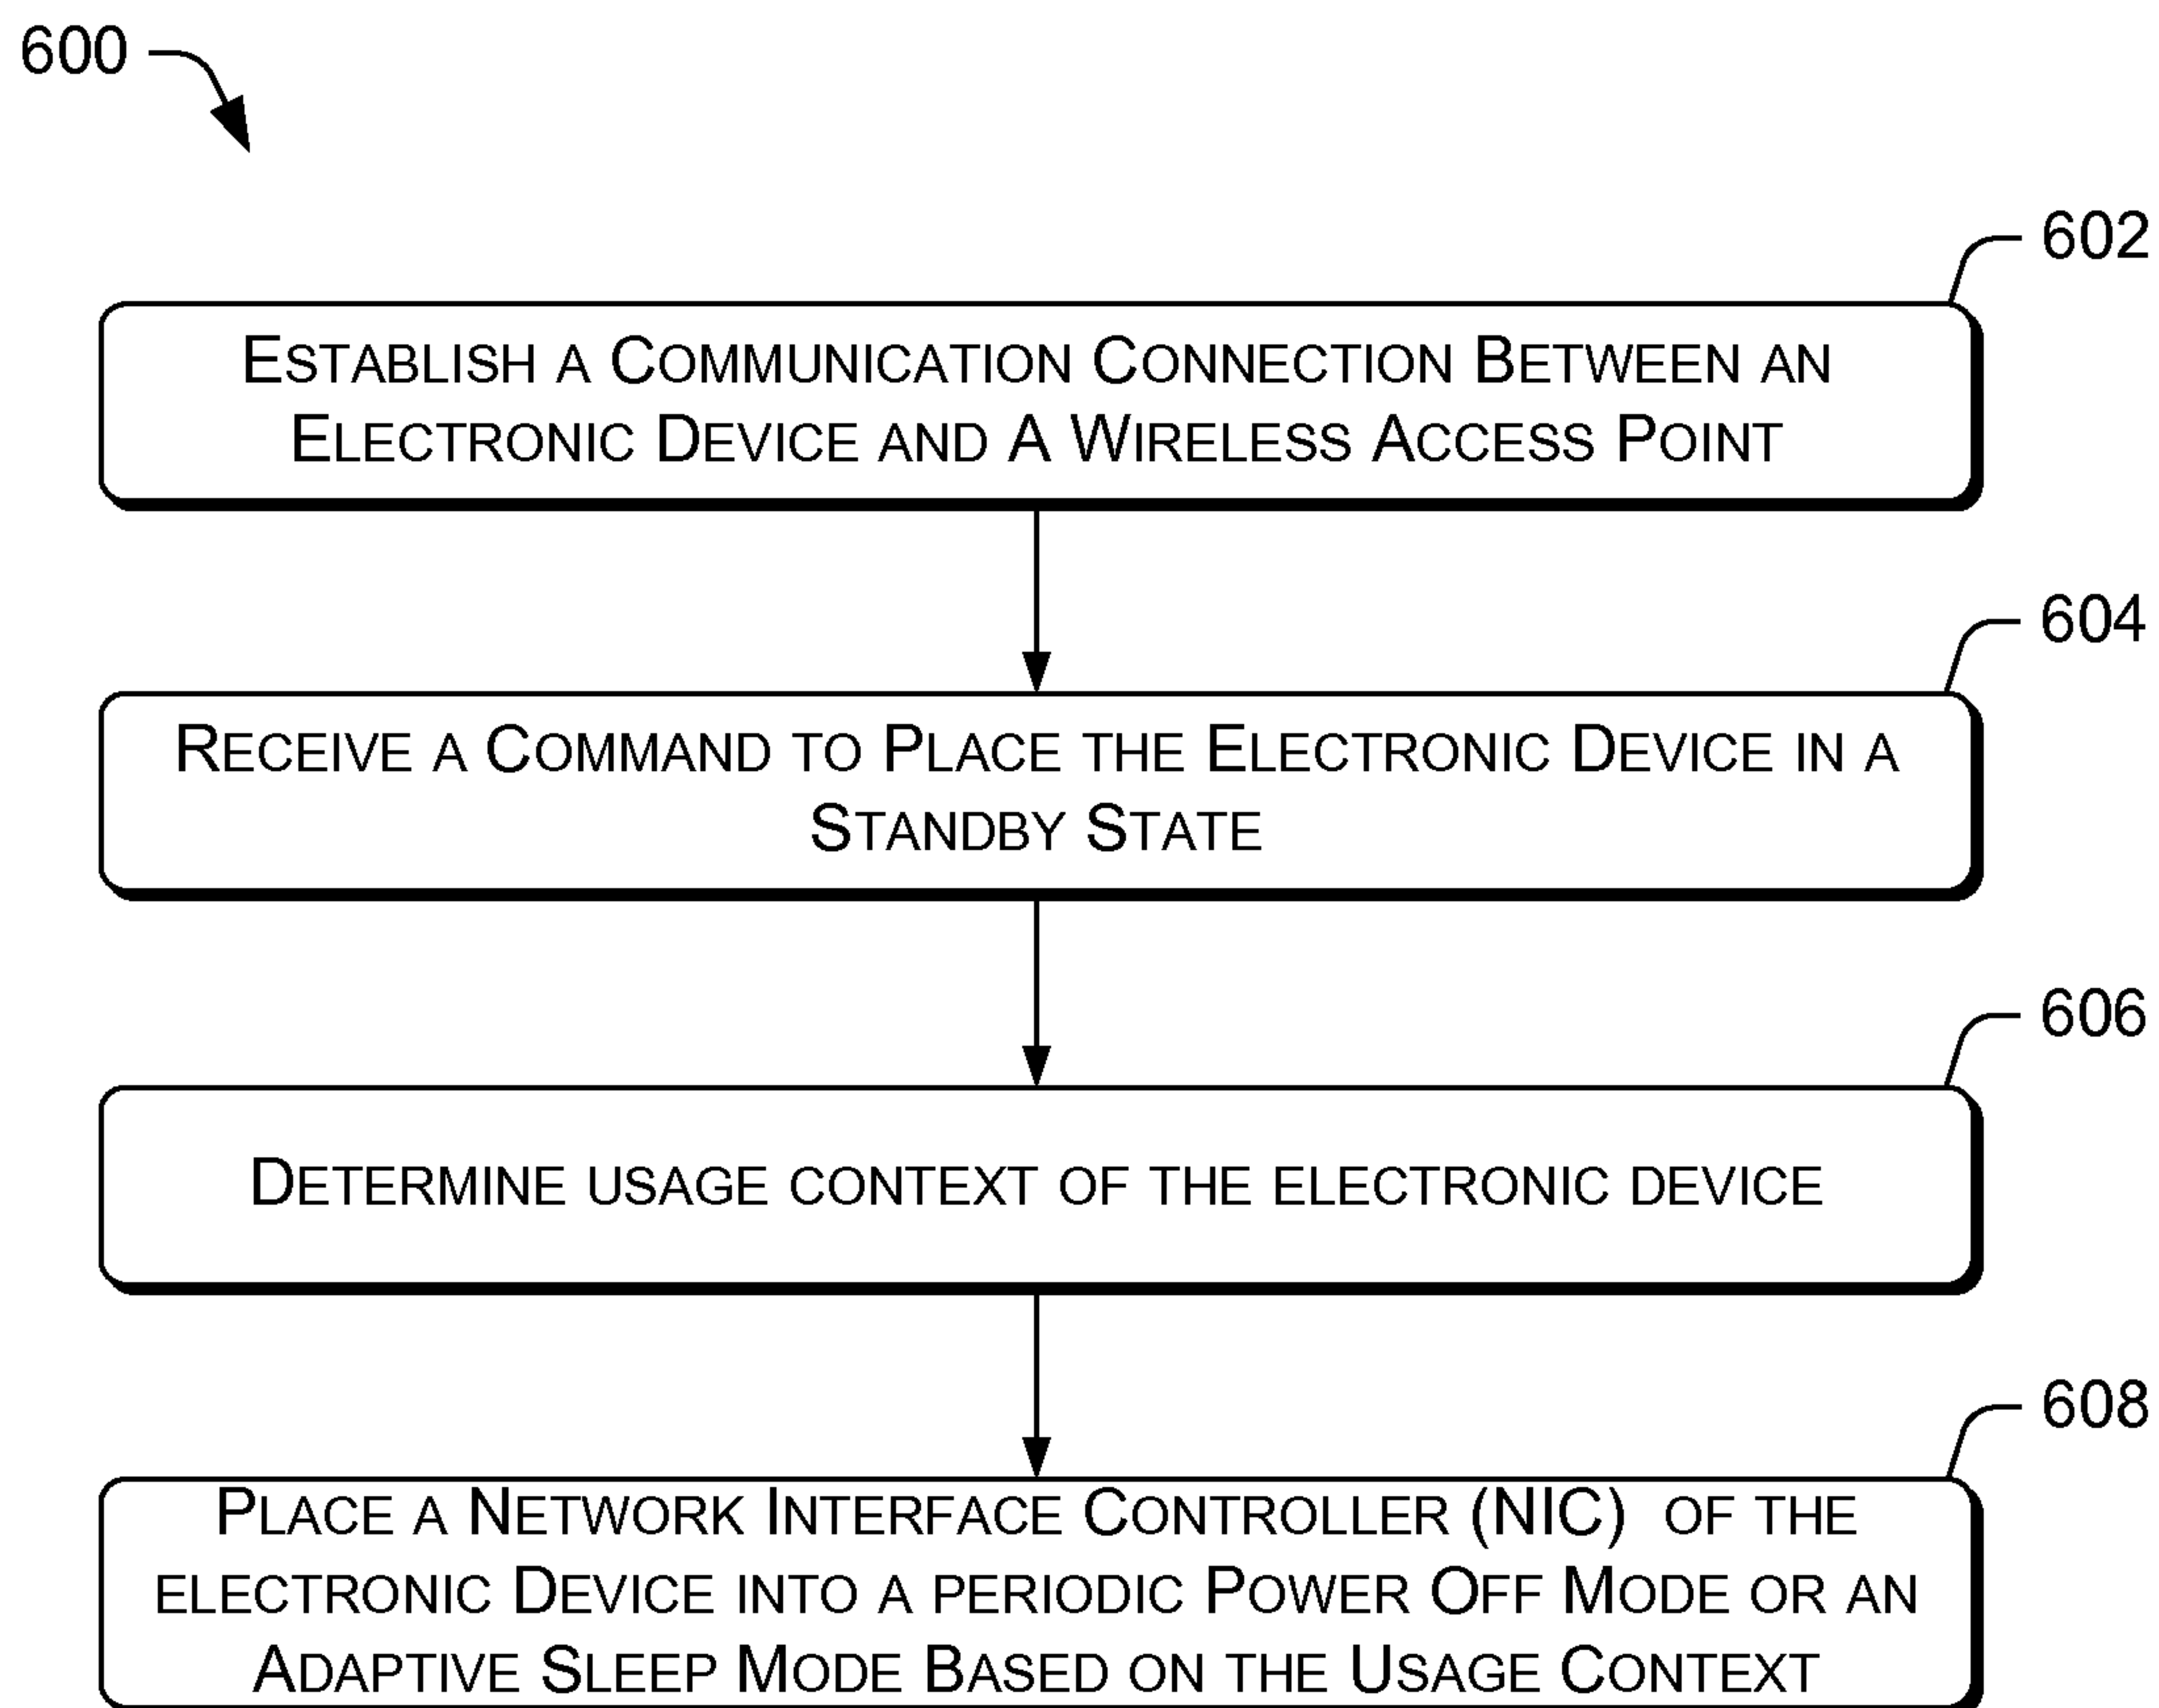 600
602
Establish a Communication Connection Between an
Electronic Device and A Wireless Access Point
604
Receive a Command to Place the Electronic Device in a
Standby State
606
Determine usage context of the electronic device
608
Place a Network Interface Controller (NIC) of the
electronic Device into a periodic Power Off Mode or an
Adaptive Sleep Mode Based on the Usage Context